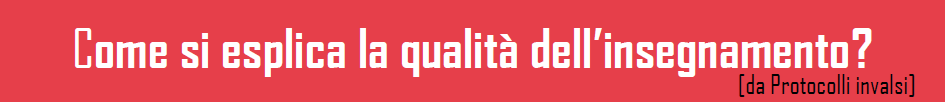 Come si esplica la qualità dell'insegnamento?
[da Protocolli invalsi]